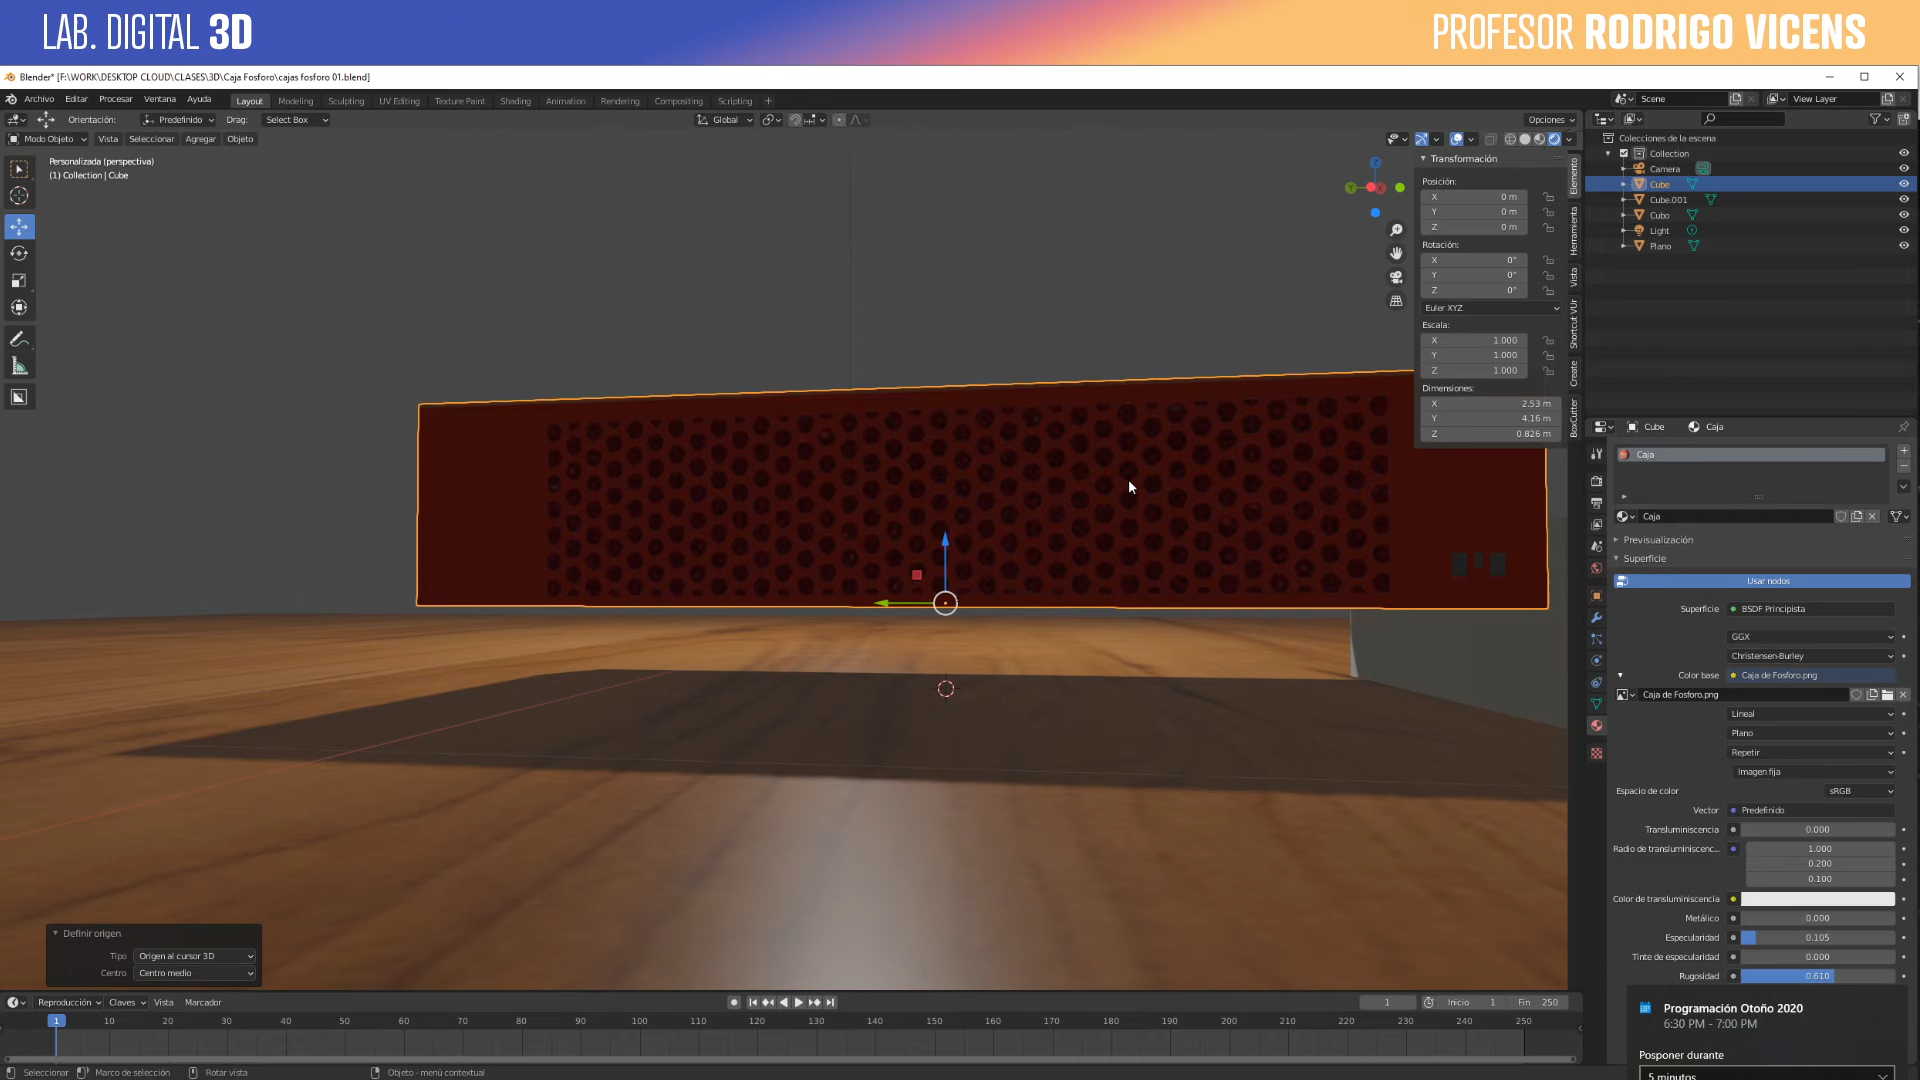 LAB. DIGITAL 3D
PROFESOR RODRIGO VICENS
Blender* [F:\WORK\DESKTOP CLOUD\CLASES\3D\Caja Fosforo\cajas fosforo 01.blend]
Archivo Editar Procesar Ventana Ayuda
Layout Modeling Sculpting UV Editing Texture Paint Shading Animation Rendering Compositing Scripting +
Scene
View Layer
Orientación: Predefinido Drag: Select Box
Global
Opciones
Modo Objeto Vista Seleccionar Agregar Objeto
Personalizada (perspectiva)
(1) Collection | Cube
Transformación
Posición:
X 0 m
Y 0 m
Z 0 m
Rotación:
X 0°
Y 0°
Z 0°
Euler XYZ
Escala:
X 1.000
Y 1.000
Z 1.000
Dimensiones:
X 2.53 m
Y 4.16 m
Z 0.826 m
Elemento
Herramienta
Vista
Shortcut VUr
Create
BoxCutter
Colecciones de la escena
Collection
Camera
Cube
Cube.001
Cubo
Light
Plano
Cube Caja
Caja
Caja
Previsualización
Superficie
Usar nodos
Superficie BSDF Principista
GGX
Christensen-Burley
Color base Caja de Fosforo.png
Caja de Fosforo.png
Lineal
Plano
Repetir
Imagen fija
Espacio de color sRGB
Vector Predefinido
Transluminiscencia 0.000
Radio de transluminiscenc... 1.000
0.200
0.100
Color de transluminiscencia
Metálico 0.000
Especularidad 0.105
Tinte de especularidad 0.000
Rugosidad 0.610
Definir origen
Tipo Origen al cursor 3D
Centro Centro medio
Reproducción Claves Vista Marcador
1 Inicio 1 Fin 250
1 10 20 30 40 50 60 70 80 90 100 110 120 130 140 150 160 170 180 190 200 210 220 230 240 250
Seleccionar Marco de selección Rotar vista Objeto - menú contextual
Programación Otoño 2020
6:30 PM - 7:00 PM
Posponer durante
5 minutos